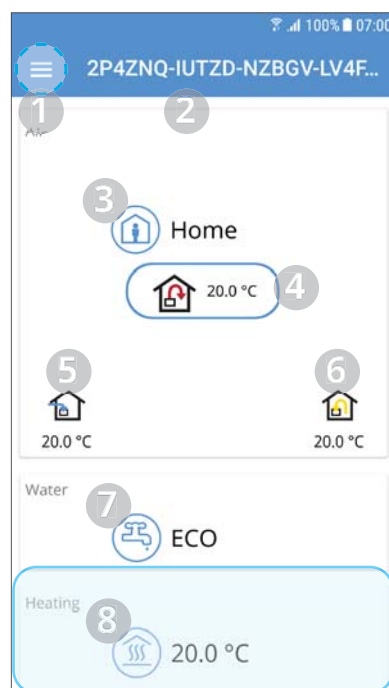 100% 07:00
2P4ZNQ-IUTZD-NZBGV-LV4F...
1
2
Air
3
Home
20.0 °C
4
5
6
20.0 °C
20.0 °C
Water
7
ECO
Heating
8
20.0 °C